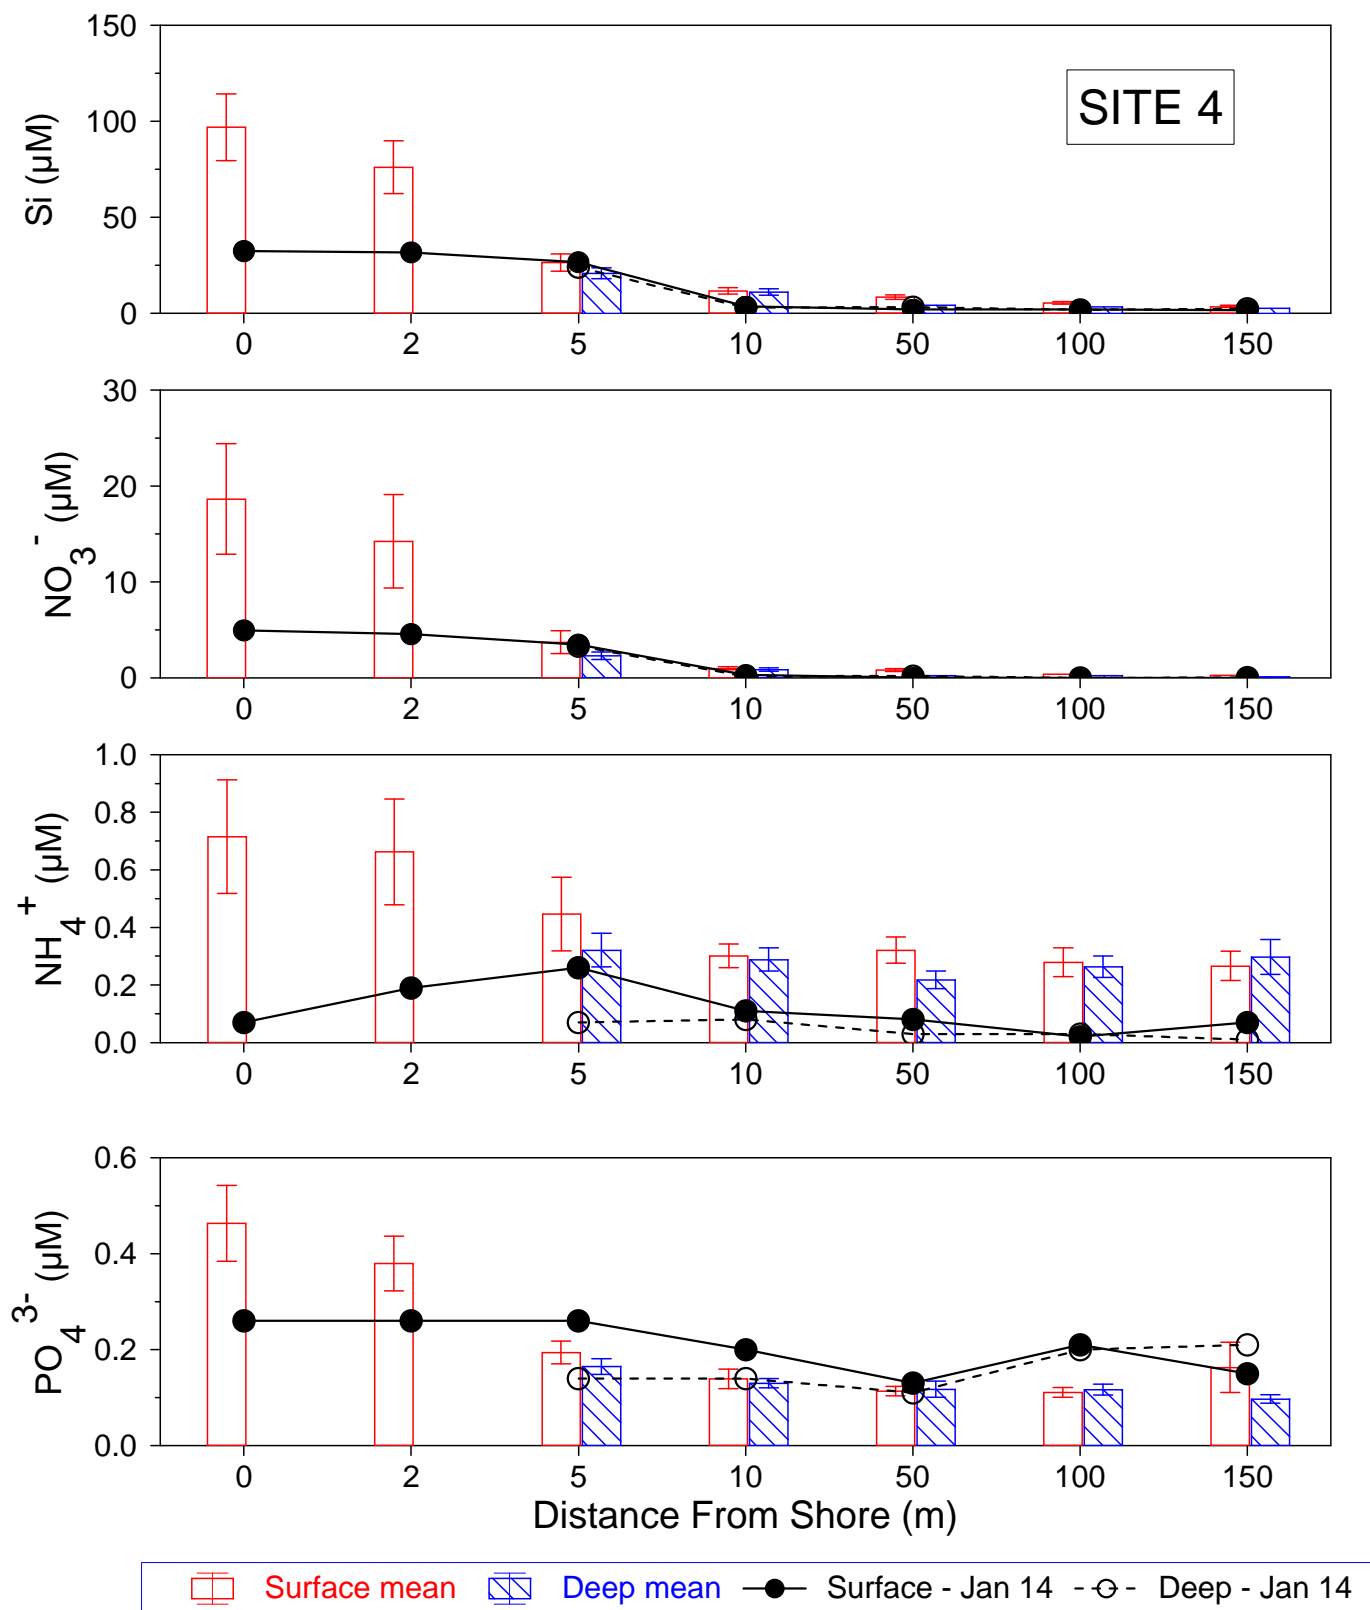 SITE 4
Si (µM)
150
100
50
0
0 2 5 10 50 100 150
NO3- (µM)
30
20
10
0
0 2 5 10 50 100 150
NH4+ (µM)
1.0
0.8
0.6
0.4
0.2
0.0
0 2 5 10 50 100 150
PO43- (µM)
0.6
0.4
0.2
0.0
0 2 5 10 50 100 150
Distance From Shore (m)
Surface mean Deep mean Surface - Jan 14 Deep - Jan 14